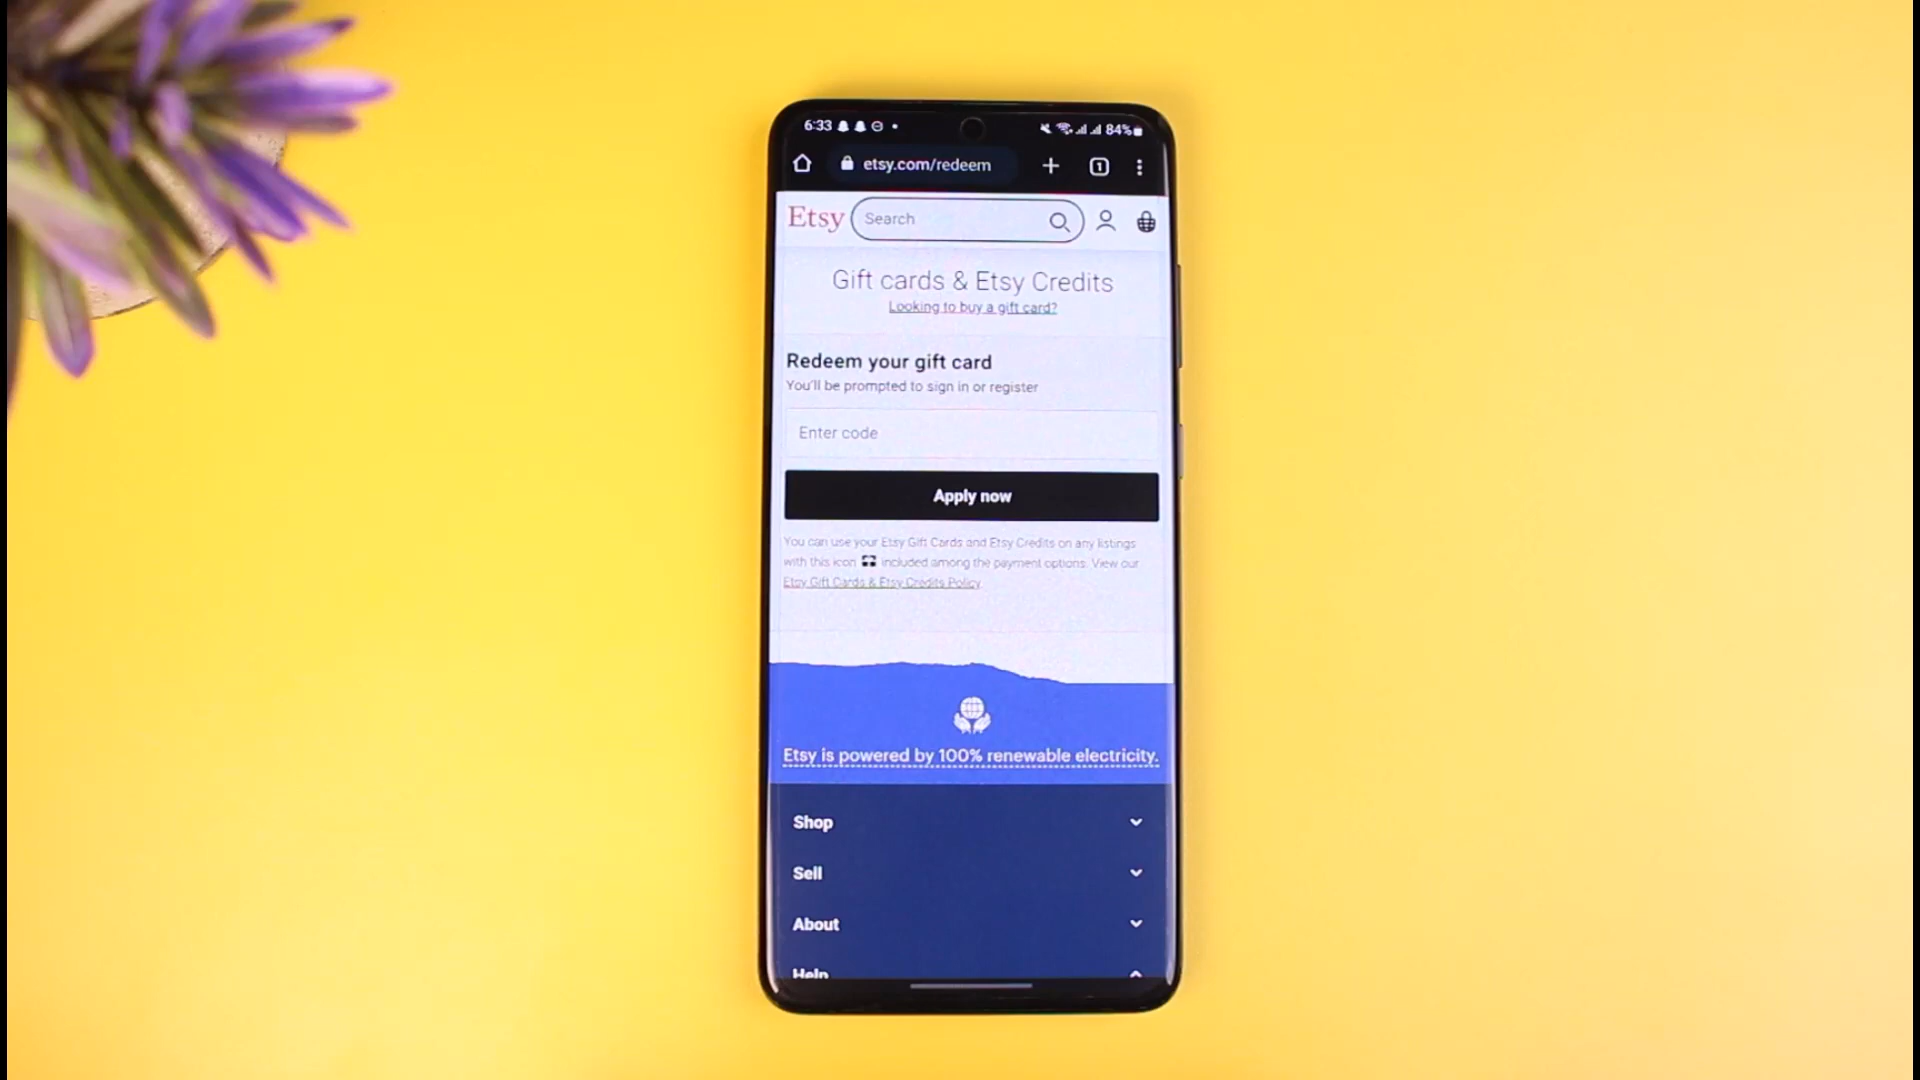 6:33 84%
etsy.com/redeem 1
Etsy Search
Gift cards & Etsy Credits
Looking to buy a gift card?
Redeem your gift card
You'll be prompted to sign in or register
Enter code
Apply now
You can use your Etsy Gift Cards and Etsy Credits on any listings
with this icon included among the payment options. View our
Etsy Gift Cards & Etsy Credits Policy
Etsy is powered by 100% renewable electricity.
Shop
Sell
About
Help